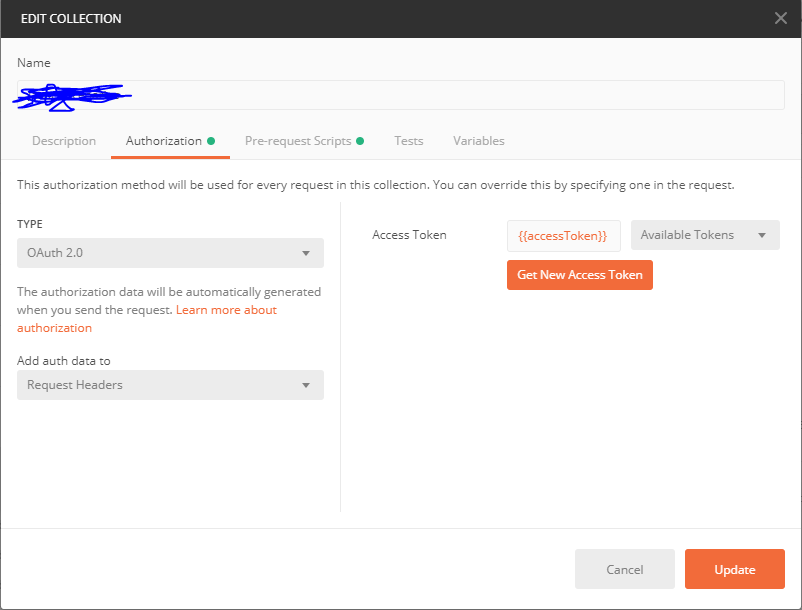 EDIT COLLECTION
Name
Description Authorization Pre-request Scripts Tests Variables
This authorization method will be used for every request in this collection. You can override this by specifying one in the request.
TYPE
OAuth 2.0
The authorization data will be automatically generated
when you send the request. Learn more about
authorization
Add auth data to
Request Headers
Access Token {{accessToken}} Available Tokens
Get New Access Token
Cancel Update